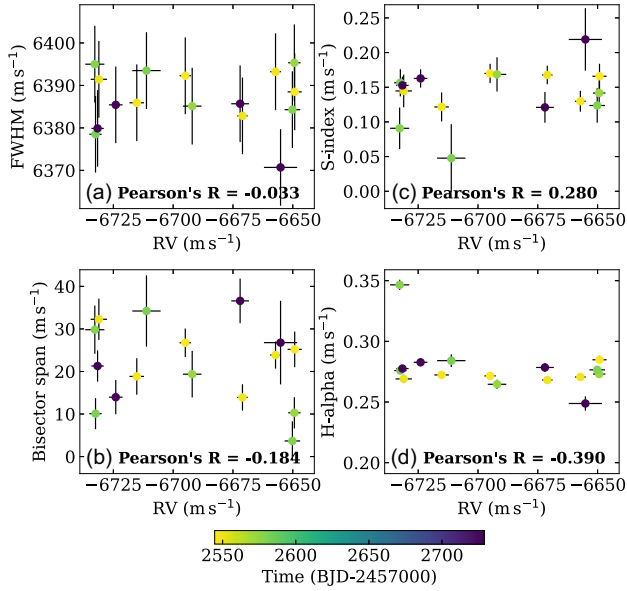 6400
6390
6380
6370
FWHM (m s⁻¹)
(a) Pearson's R = -0.033
−6725 −6700 −6675 −6650
RV (m s⁻¹)
0.25
0.20
0.15
0.10
0.05
0.00
S-index (m s⁻¹)
(c) Pearson's R = 0.280
−6725 −6700 −6675 −6650
RV (m s⁻¹)
40
30
20
10
0
Bisector span (m s⁻¹)
(b) Pearson's R = -0.184
−6725 −6700 −6675 −6650
RV (m s⁻¹)
0.35
0.30
0.25
0.20
H-alpha (m s⁻¹)
(d) Pearson's R = -0.390
−6725 −6700 −6675 −6650
RV (m s⁻¹)
2550 2600 2650 2700
Time (BJD-2457000)